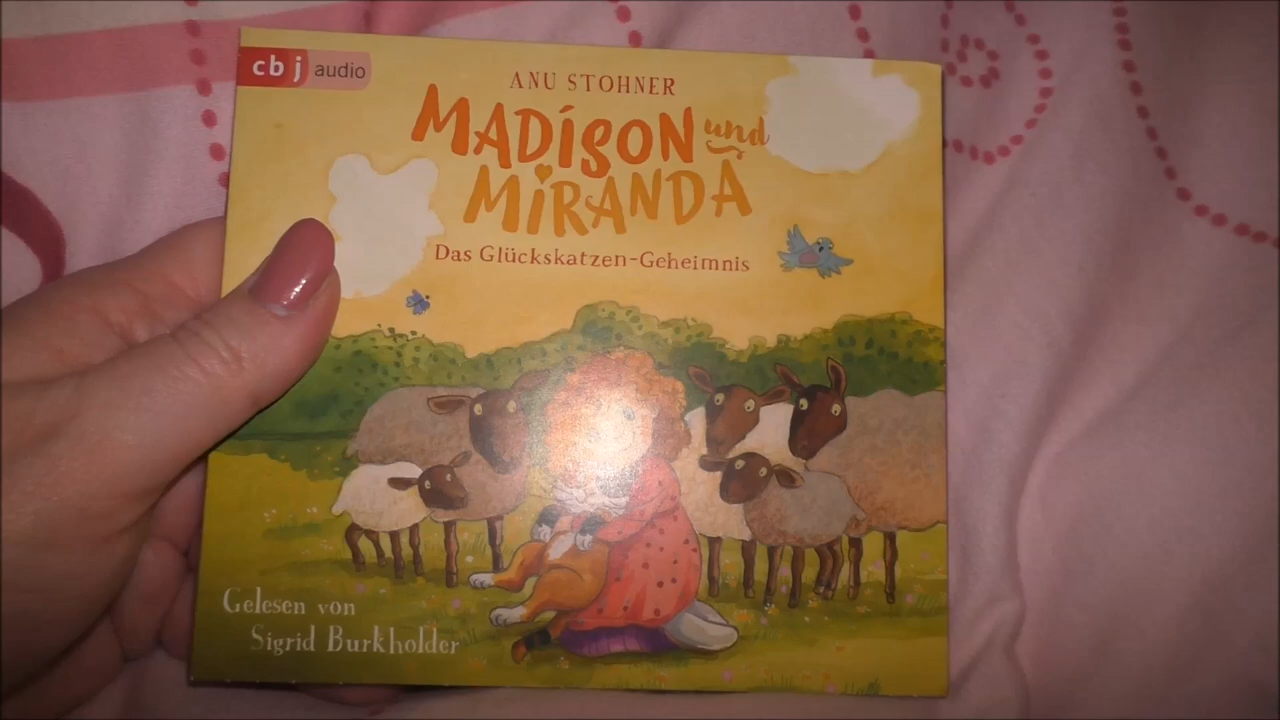 cbj audio
ANU STOHNER
MADISON und
MIRANDA
Das Glückskatzen-Geheimnis
Gelesen von
Sigrid Burkholder